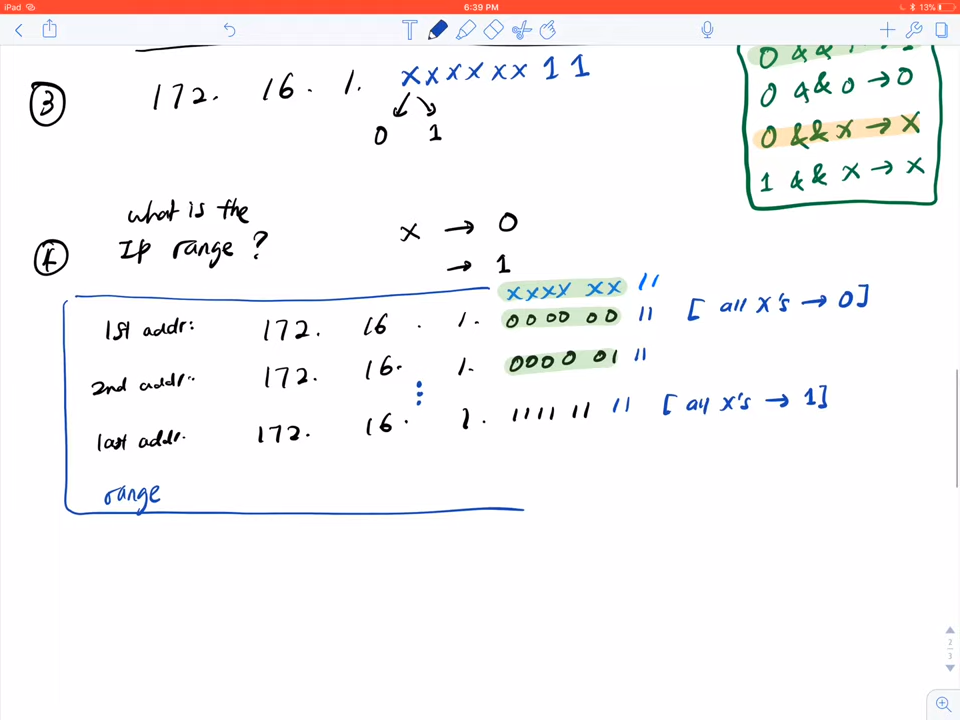 iPad 6:39 PM 13%
T
③ 172. 16. 1. xxxxxx 11
0 1
0 && 0 → 0
0 && x → x
1 && x → x
④ what is the
IP range ?
x → 0
→ 1
xxxx xx 11
1st addr: 172. 16 . 1. 0000 00 11 [ all x's → 0]
2nd addr: 172. 16. 1. 0000 01 11
last addr. 172. 16. 1. 1111 11 11 [ all x's → 1]
range
2
3